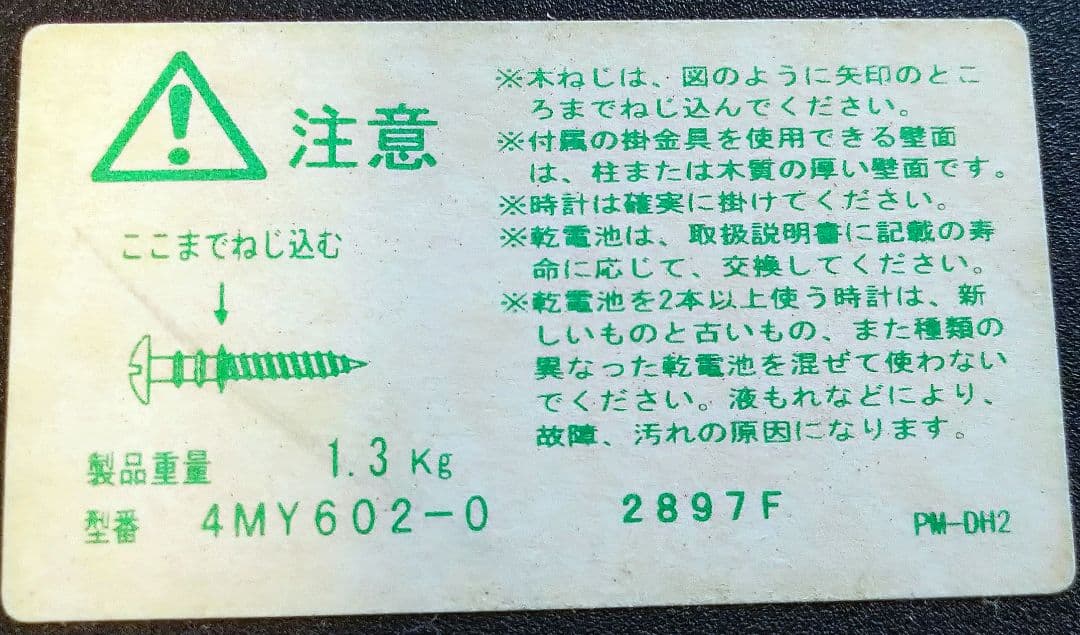 注意
ここまでねじ込む
製品重量 1.3 Kg
型番 4MY602-0
※木ねじは、図のように矢印のとこ
ろまでねじ込んでください。
※付属の掛金具を使用できる壁面
は、柱または木質の厚い壁面です。
※時計は確実に掛けてください。
※乾電池は、取扱説明書に記載の寿
命に応じて、交換してください。
※乾電池を2本以上使う時計は、新
しいものと古いもの、また種類の
異なった乾電池を混ぜて使わない
でください。液もれなどにより、
故障、汚れの原因になります。
2897F
PM-DH2